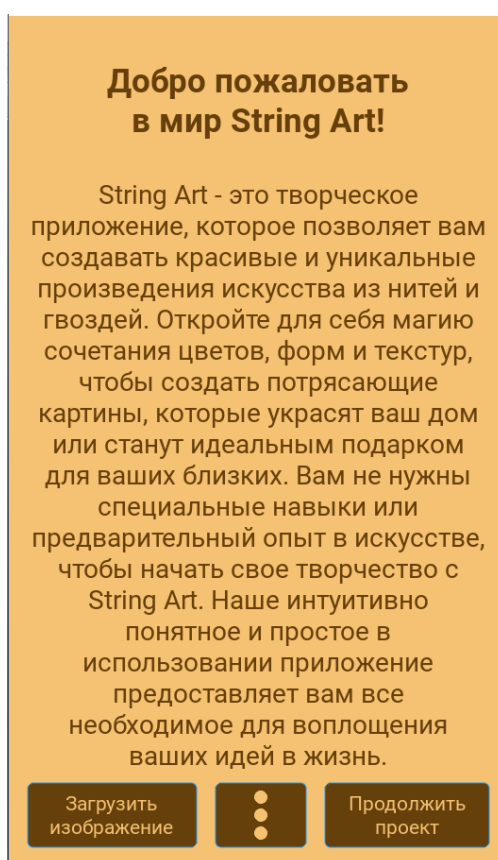 Добро пожаловать
в мир String Art!
String Art - это творческое
приложение, которое позволяет вам
создавать красивые и уникальные
произведения искусства из нитей и
гвоздей. Откройте для себя магию
сочетания цветов, форм и текстур,
чтобы создать потрясающие
картины, которые украсят ваш дом
или станут идеальным подарком
для ваших близких. Вам не нужны
специальные навыки или
предварительный опыт в искусстве,
чтобы начать свое творчество с
String Art. Наше интуитивно
понятное и простое в
использовании приложение
предоставляет вам все
необходимое для воплощения
ваших идей в жизнь.
Загрузить
изображение
Продолжить
проект